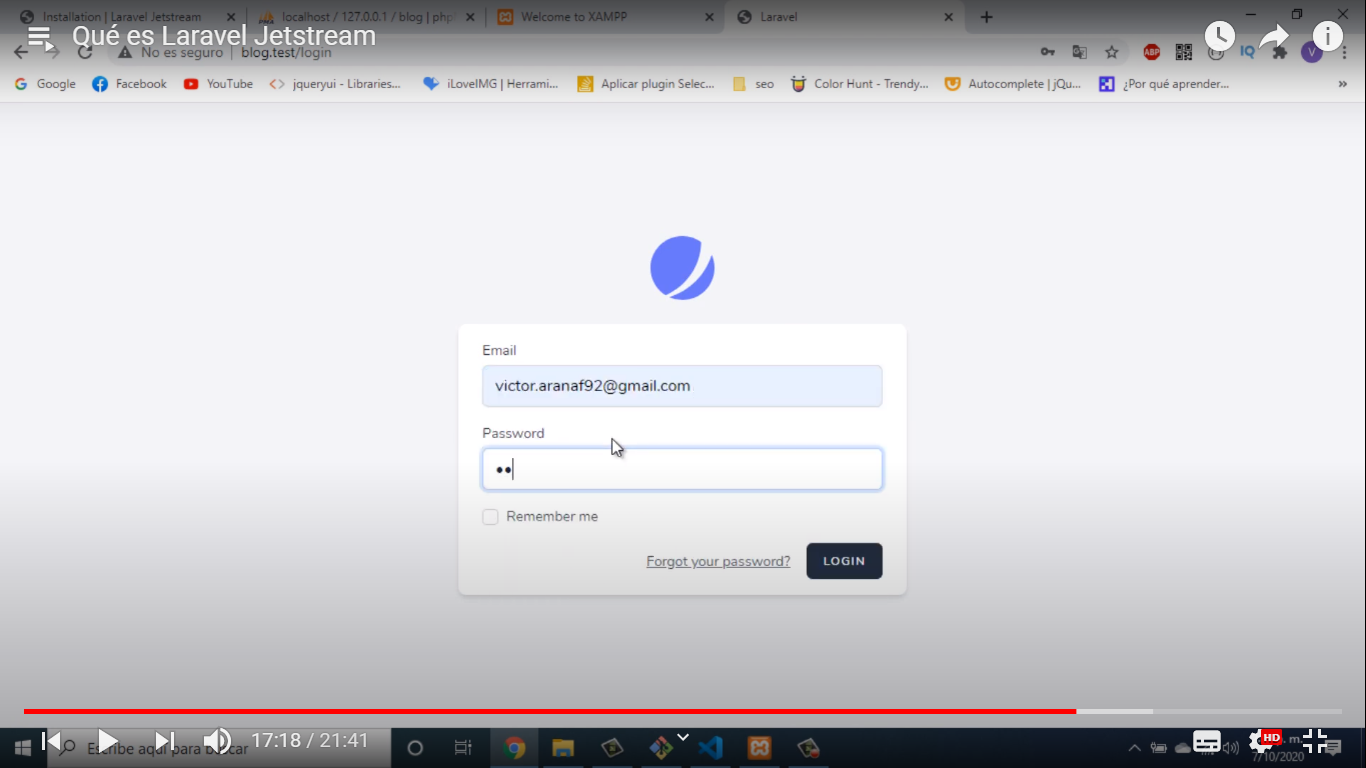 Installation | Laravel Jetstream
localhost / 127.0.0.1 / blog | php
Welcome to XAMPP
Laravel
Qué es Laravel Jetstream
No es seguro
blog.test/login
ABP
IQ
V
Google
Facebook
YouTube
jqueryui - Libraries...
iLoveIMG | Herrami...
Aplicar plugin Selec...
seo
Color Hunt - Trendy...
Autocomplete | jQu...
¿Por qué aprender...
»
Email
victor.aranaf92@gmail.com
Password
Remember me
Forgot your password?
LOGIN
Escribe aquí para buscar
17:18 / 21:41
HD
7/10/2020